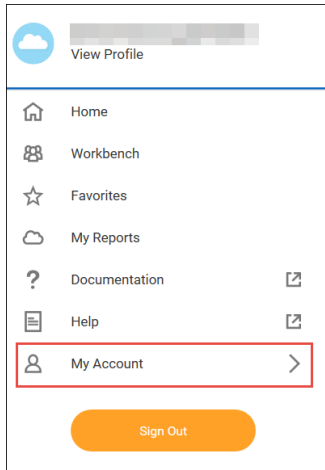 View Profile
Home
Workbench
Favorites
My Reports
Documentation
Help
My Account
Sign Out